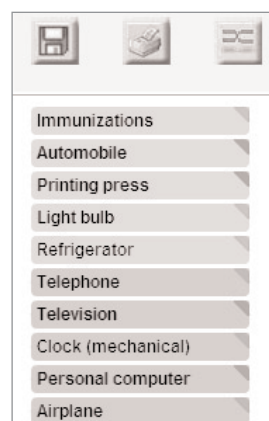 Immunizations
Automobile
Printing press
Light bulb
Refrigerator
Telephone
Television
Clock (mechanical)
Personal computer
Airplane